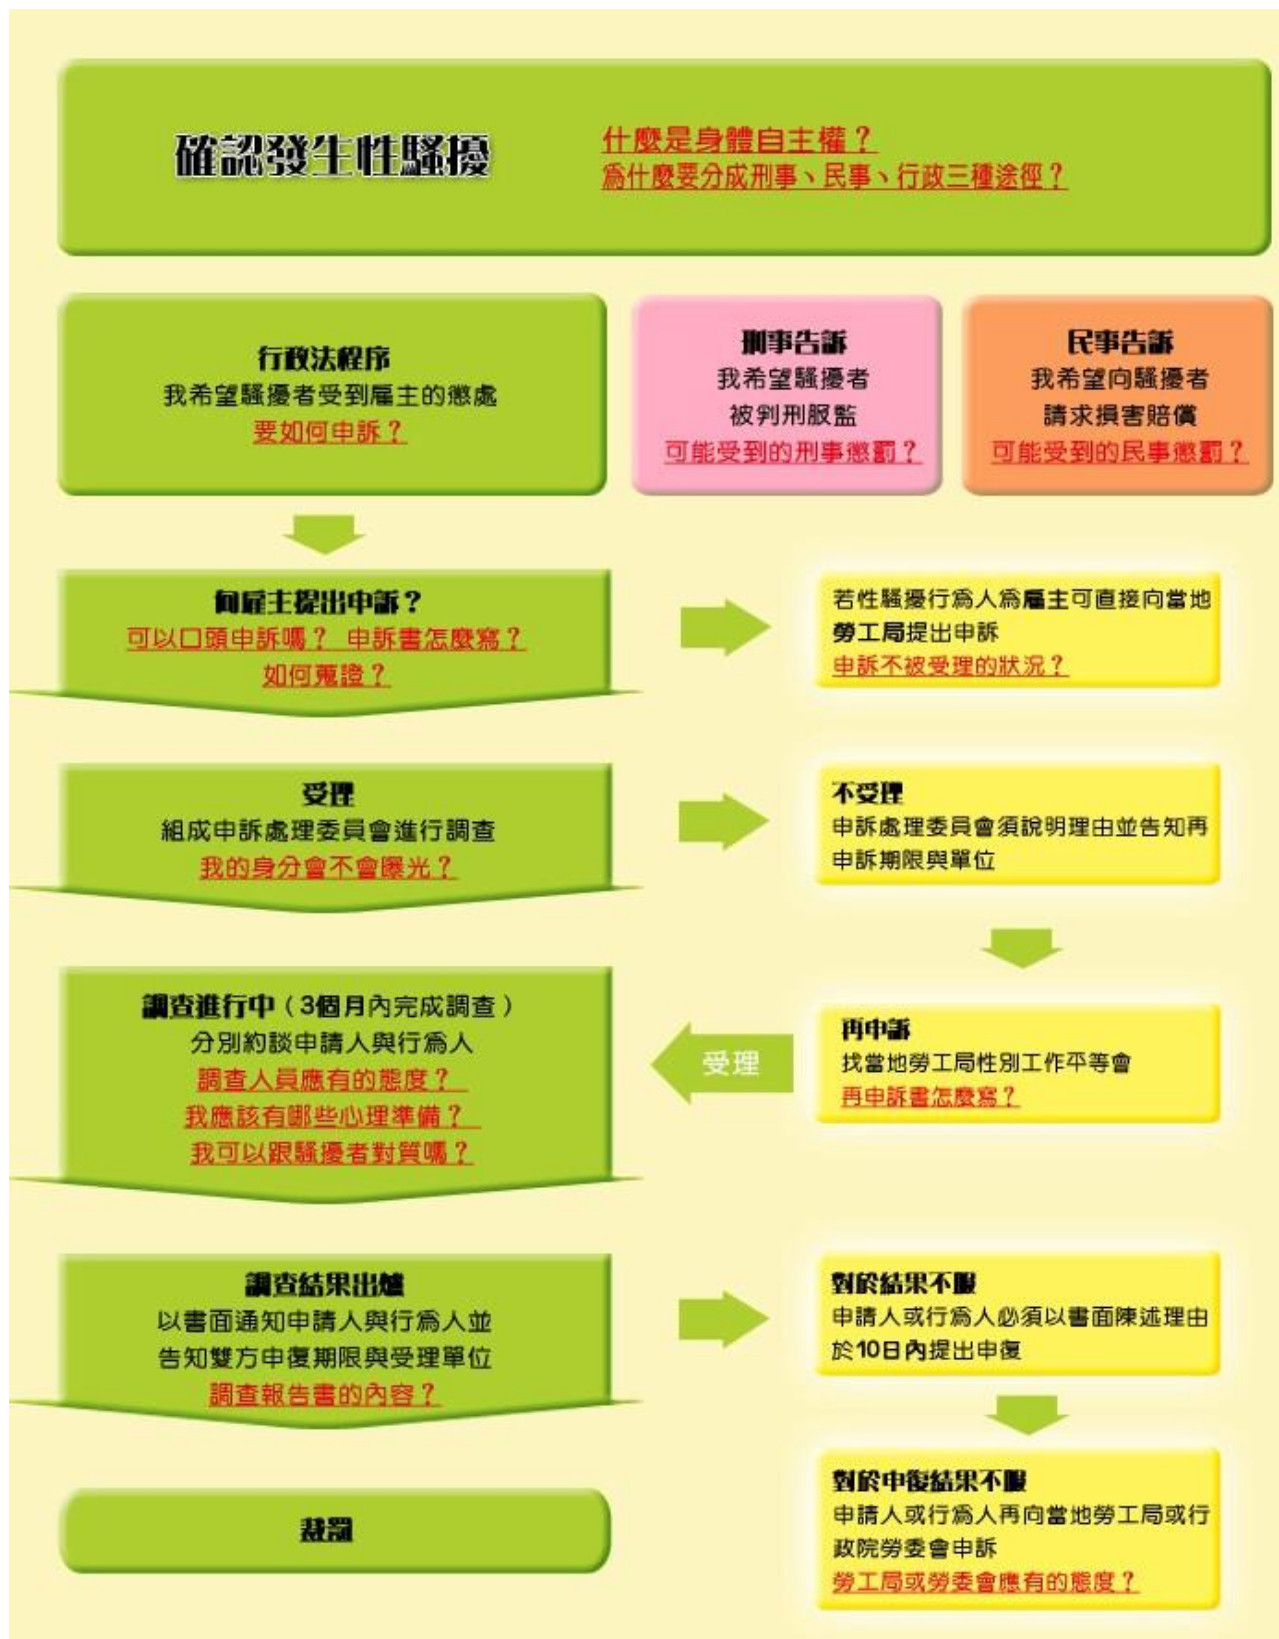 確認發生性騷擾
什麼是身體自主權？
為什麼要分成刑事、民事、行政三種途徑？
行政法程序
我希望騷擾者受到雇主的懲處
要如何申訴？
刑事告訴
我希望騷擾者
被判刑服監
可能受到的刑事懲罰？
民事告訴
我希望向騷擾者
請求損害賠償
可能受到的民事懲罰？
向雇主提出申訴？
可以口頭申訴嗎？ 申訴書怎麼寫？
如何蒐證？
若性騷擾行為人為雇主可直接向當地
勞工局提出申訴
申訴不被受理的狀況？
受理
組成申訴處理委員會進行調查
我的身分會不會曝光？
不受理
申訴處理委員會須說明理由並告知再
申訴期限與單位
調查進行中（3個月內完成調查）
分別約談申請人與行為人
調查人員應有的態度？
我應該有哪些心理準備？
我可以跟騷擾者對質嗎？
受理
再申訴
找當地勞工局性別工作平等會
再申訴書怎麼寫？
調查結果出爐
以書面通知申請人與行為人並
告知雙方申復期限與受理單位
調查報告書的內容？
對於結果不服
申請人或行為人必須以書面陳述理由
於10日內提出申復
對於申復結果不服
申請人或行為人再向當地勞工局或行
政院勞委會申訴
勞工局或勞委會應有的態度？
裁罰